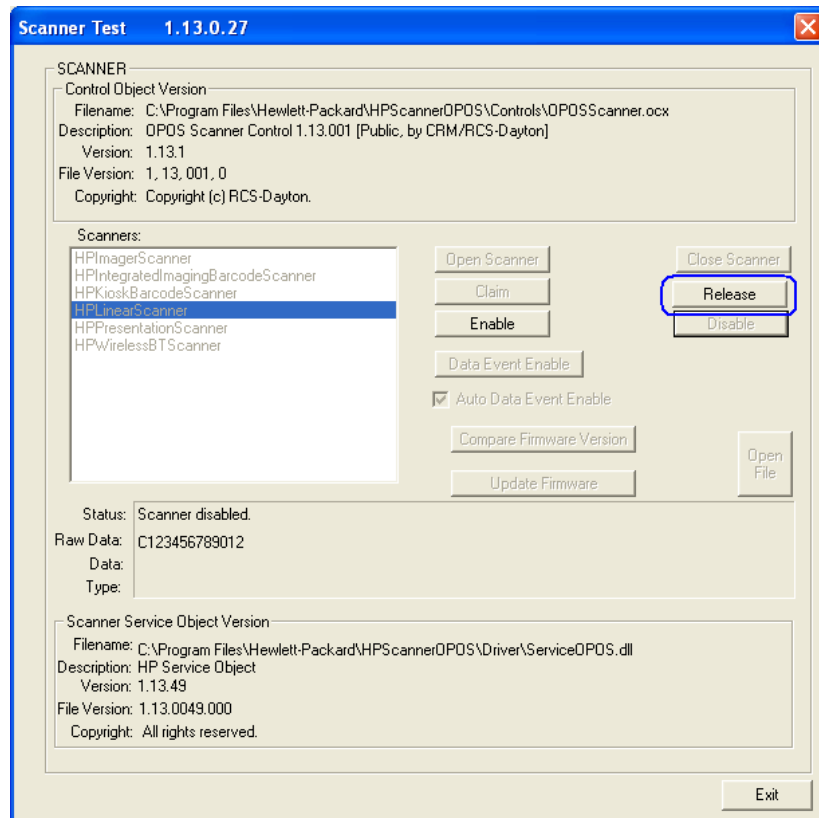 Scanner Test 1.13.0.27
SCANNER
Control Object Version
Filename: C:\Program Files\Hewlett-Packard\HPScannerOPOS\Controls\OPOSScanner.ocx
Description: OPOS Scanner Control 1.13.001 [Public, by CRM/RCS-Dayton]
Version: 1.13.1
File Version: 1, 13, 001, 0
Copyright: Copyright (c) RCS-Dayton.
Scanners:
HPImagerScanner
HPIntegratedImagingBarcodeScanner
HPKioskBarcodeScanner
HPLinearScanner
HPPresentationScanner
HPWirelessBTScanner
Open Scanner
Close Scanner
Claim
Release
Enable
Disable
Data Event Enable
Auto Data Event Enable
Compare Firmware Version
Update Firmware
Open
File
Status: Scanner disabled.
Raw Data: C123456789012
Data:
Type:
Scanner Service Object Version
Filename: C:\Program Files\Hewlett-Packard\HPScannerOPOS\Driver\ServiceOPOS.dll
Description: HP Service Object
Version: 1.13.49
File Version: 1.13.0049.000
Copyright: All rights reserved.
Exit